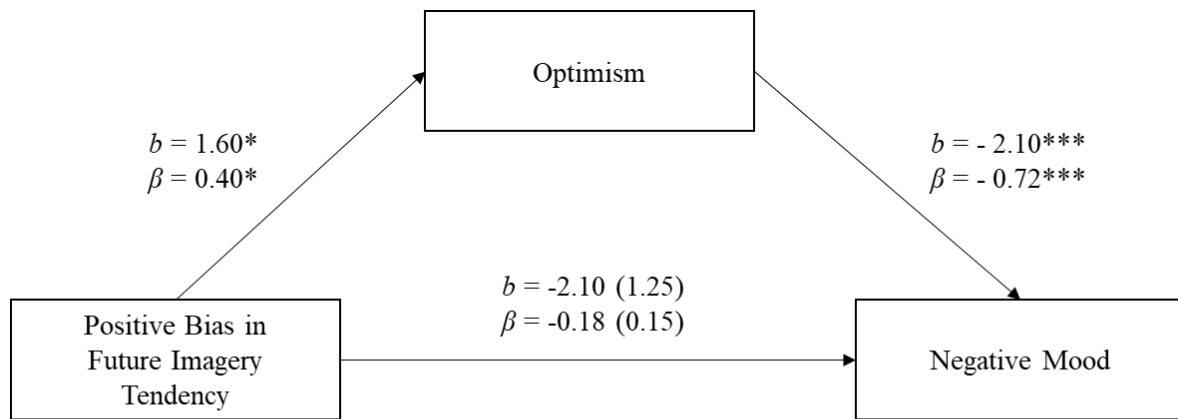 Optimism
b = 1.60*
β = 0.40*
b = - 2.10***
β = - 0.72***
b = -2.10 (1.25)
β = -0.18 (0.15)
Positive Bias in
Future Imagery
Tendency
Negative Mood